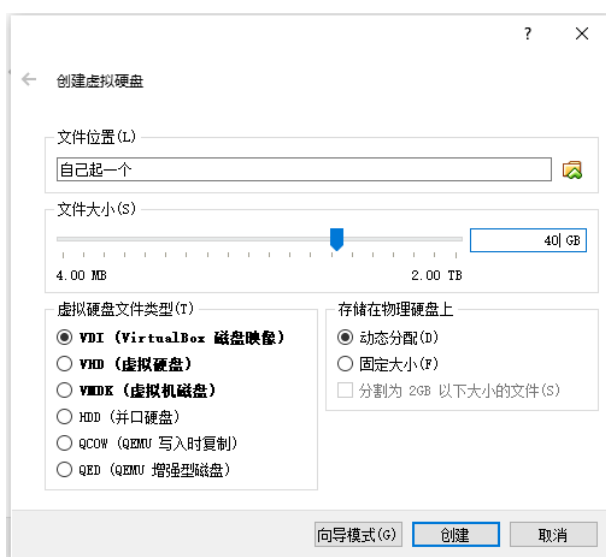 ?
创建虚拟硬盘
文件位置(L)
自己起一个
文件大小(S)
40 GB
4.00 MB 2.00 TB
虚拟硬盘文件类型(T)
VDI (VirtualBox 磁盘映像)
VHD (虚拟硬盘)
VMDK (虚拟机磁盘)
HDD (并口硬盘)
QCOW (QEMU 写入时复制)
QED (QEMU 增强型磁盘)
存储在物理硬盘上
动态分配(D)
固定大小(F)
分割为 2GB 以下大小的文件(S)
向导模式(G) 创建 取消